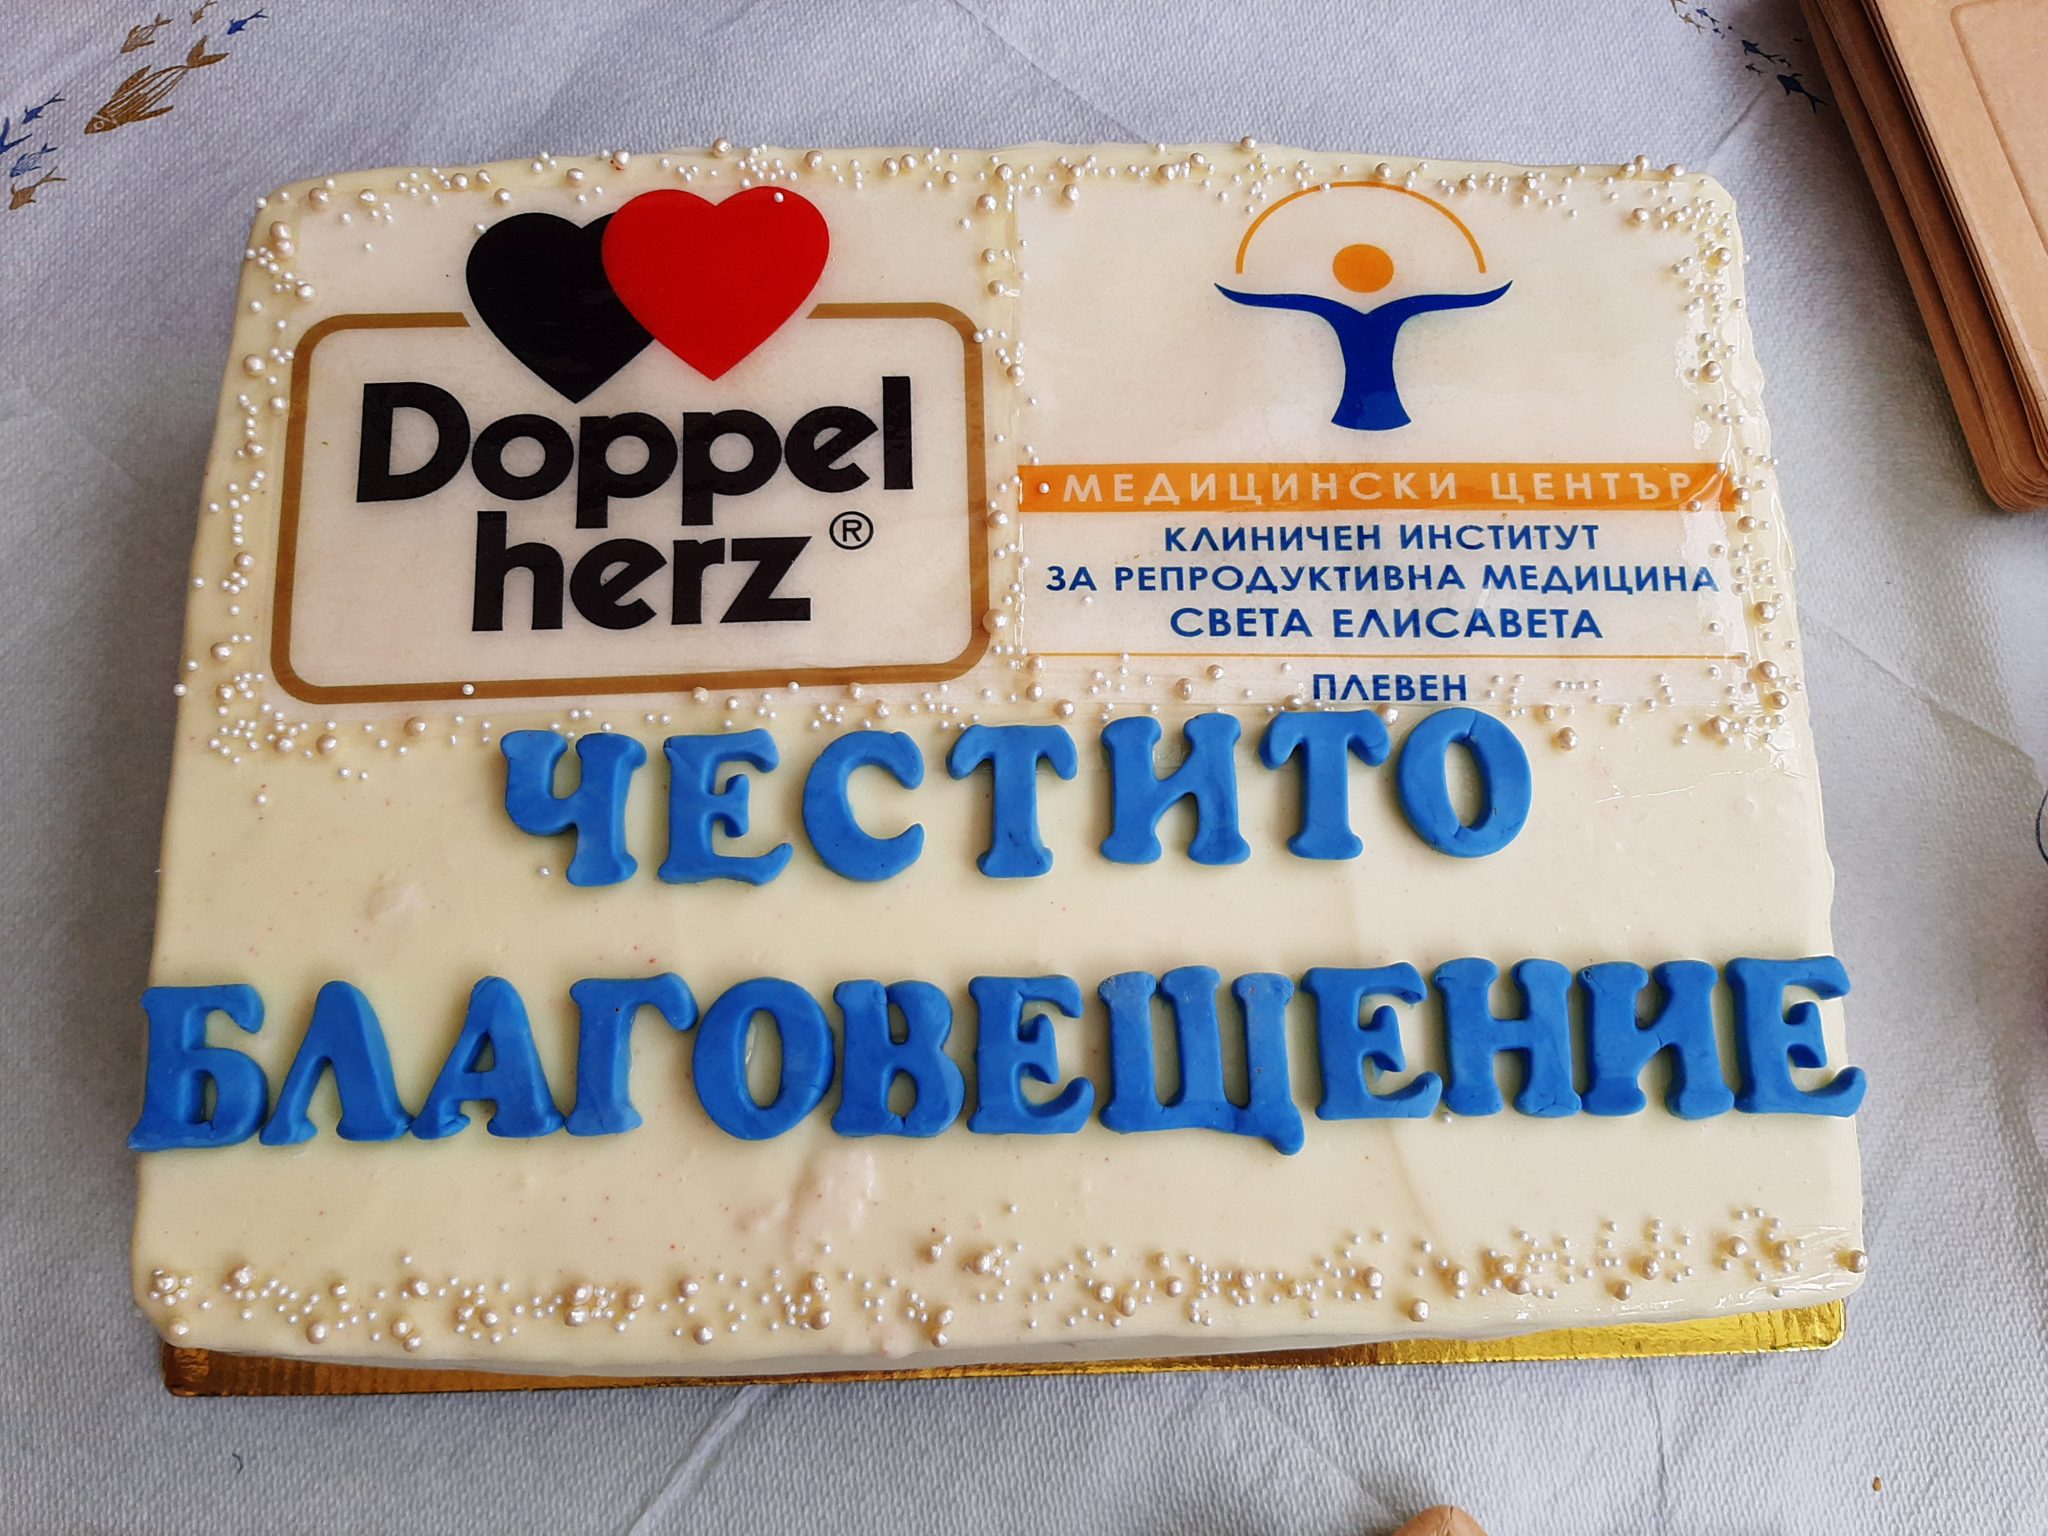 Doppel
herz®
МЕДИЦИНСКИ ЦЕНТЪР
КЛИНИЧЕН ИНСТИТУТ
ЗА РЕПРОДУКТИВНА МЕДИЦИНА
СВЕТА ЕЛИСАВЕТА
ПЛЕВЕН
ЧЕСТИТО
БЛАГОВЕЩЕНИЕ